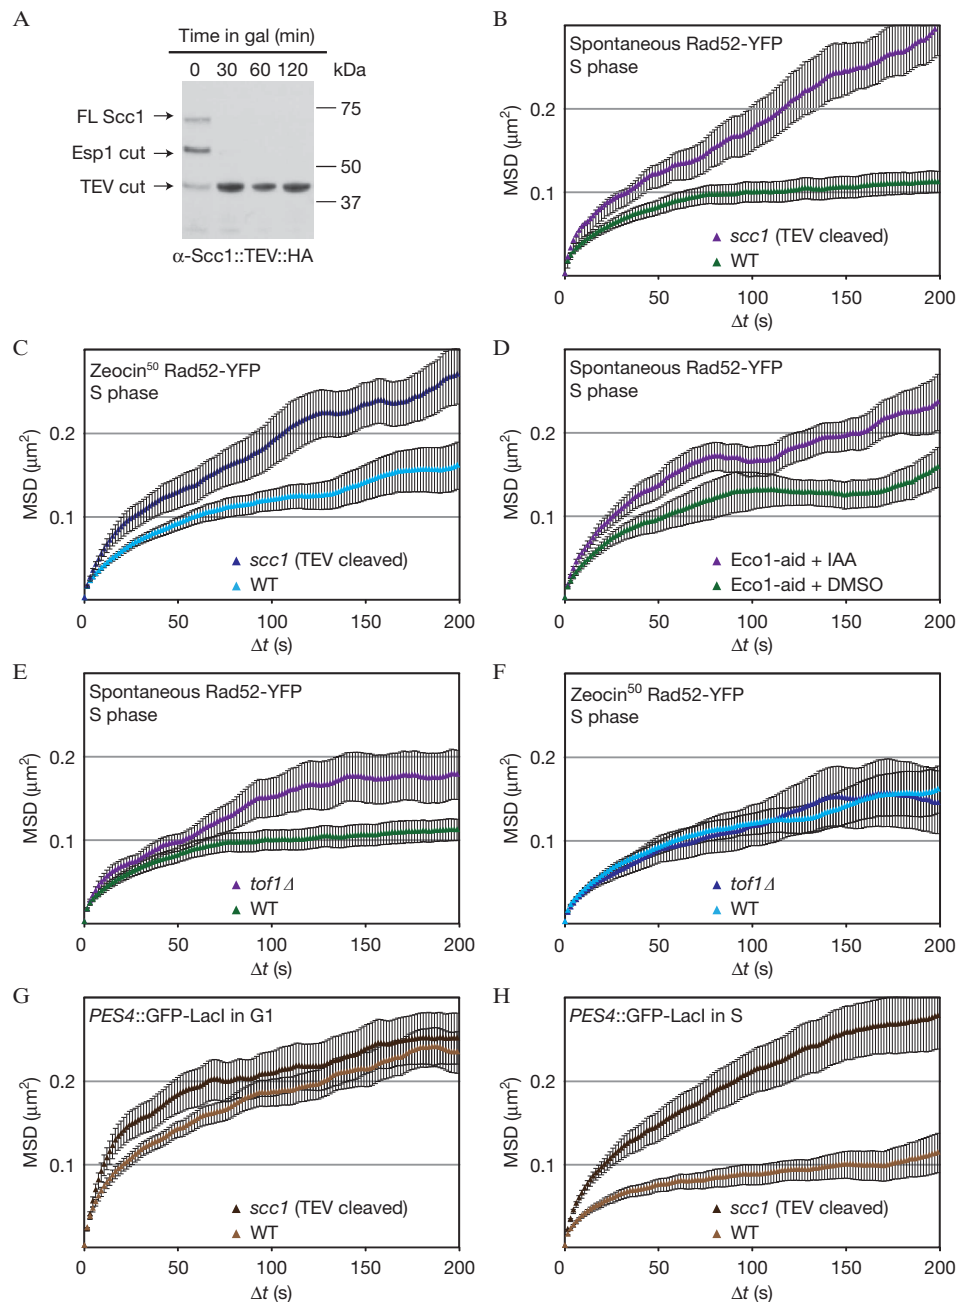 A
Time in gal (min)
0 30 60 120 kDa
FL Scc1
Esp1 cut
TEV cut
75
50
37
α-Scc1::TEV::HA
B
Spontaneous Rad52-YFP
S phase
MSD (μm²)
0.2
0.1
scc1 (TEV cleaved)
WT
0 50 100 150 200
Δt (s)
C
Zeocin⁵⁰ Rad52-YFP
S phase
MSD (μm²)
0.2
0.1
scc1 (TEV cleaved)
WT
0 50 100 150 200
Δt (s)
D
Spontaneous Rad52-YFP
S phase
MSD (μm²)
0.2
0.1
Eco1-aid + IAA
Eco1-aid + DMSO
0 50 100 150 200
Δt (s)
E
Spontaneous Rad52-YFP
S phase
MSD (μm²)
0.2
0.1
tof1Δ
WT
0 50 100 150 200
Δt (s)
F
Zeocin⁵⁰ Rad52-YFP
S phase
MSD (μm²)
0.2
0.1
tof1Δ
WT
0 50 100 150 200
Δt (s)
G
PES4::GFP-LacI in G1
MSD (μm²)
0.2
0.1
scc1 (TEV cleaved)
WT
0 50 100 150 200
Δt (s)
H
PES4::GFP-LacI in S
MSD (μm²)
0.2
0.1
scc1 (TEV cleaved)
WT
0 50 100 150 200
Δt (s)